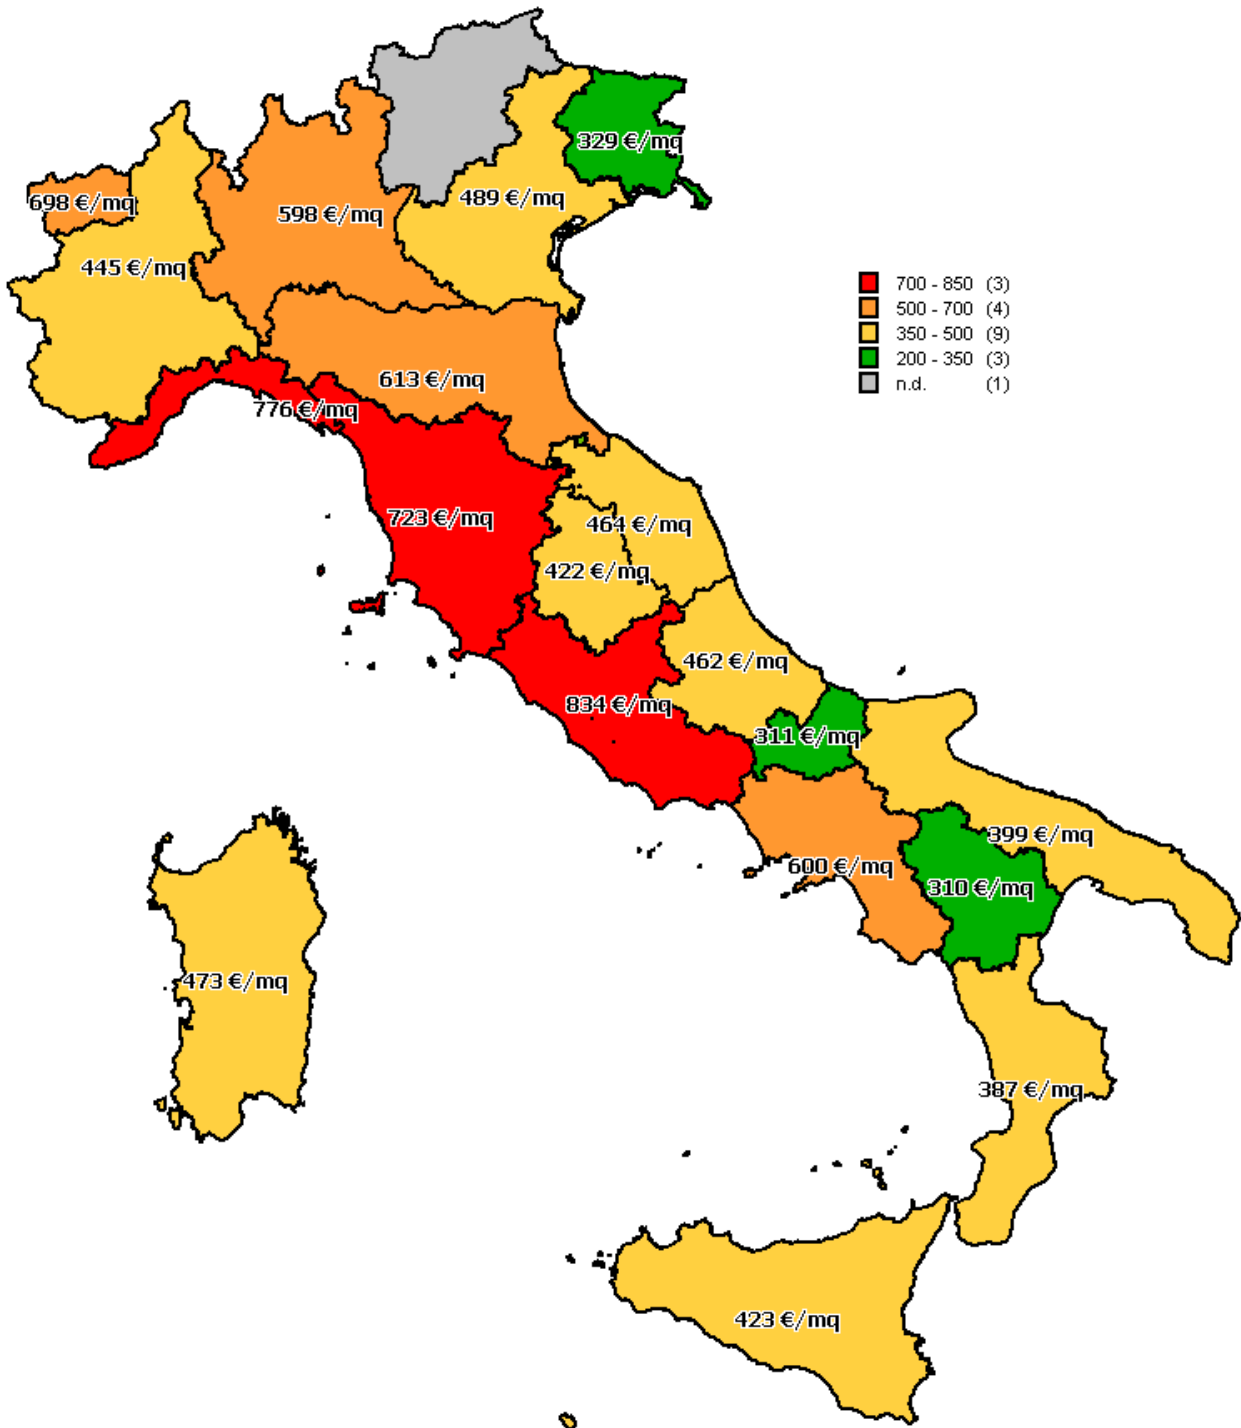 329 €/mq
698 €/mq
489 €/mq
598 €/mq
445 €/mq
700 - 850 (3)
500 - 700 (4)
350 - 500 (9)
200 - 350 (3)
n.d. (1)
613 €/mq
776 €/mq
723 €/mq
464 €/mq
422 €/mq
462 €/mq
834 €/mq
311 €/mq
399 €/mq
600 €/mq
310 €/mq
473 €/mq
387 €/mq
423 €/mq